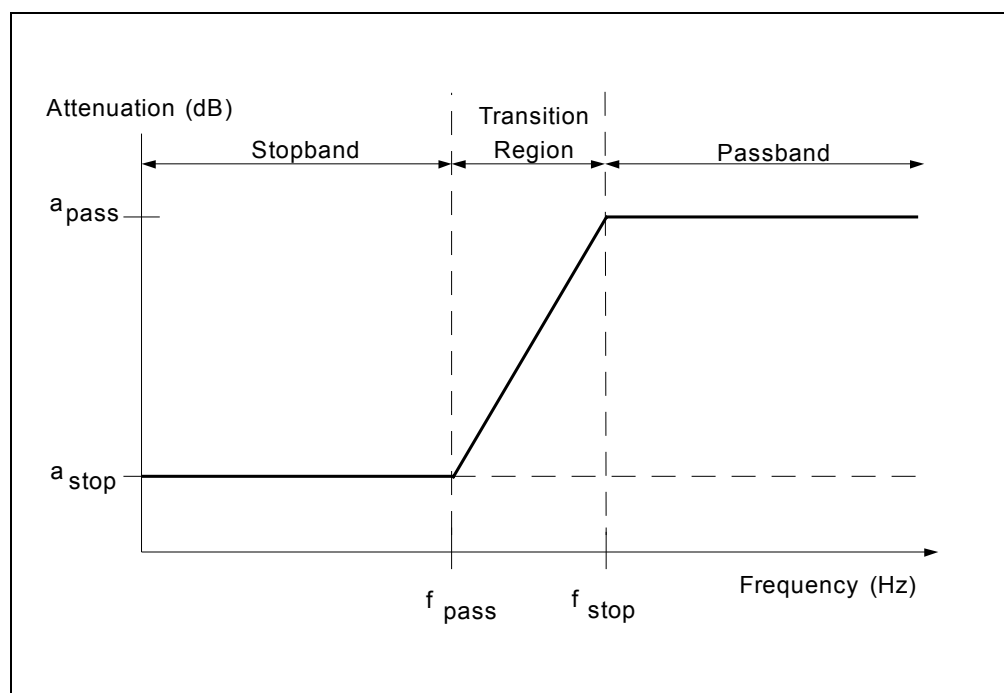 Attenuation (dB)
Transition
Region
Stopband
Passband
a pass
a stop
f pass
f stop
Frequency (Hz)